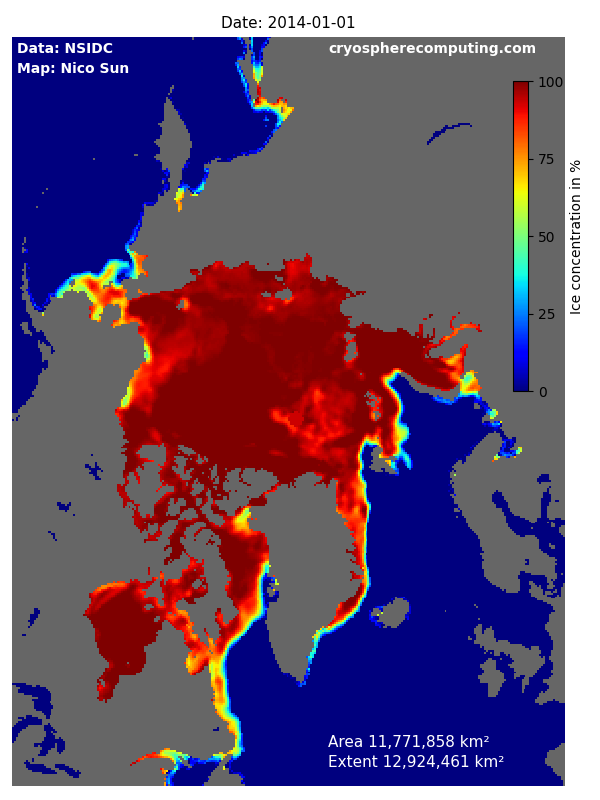 Date: 2014-01-01
Data: NSIDC
Map: Nico Sun
cryospherecomputing.com
100
75
50
25
0
Ice concentration in %
Area 11,771,858 km²
Extent 12,924,461 km²